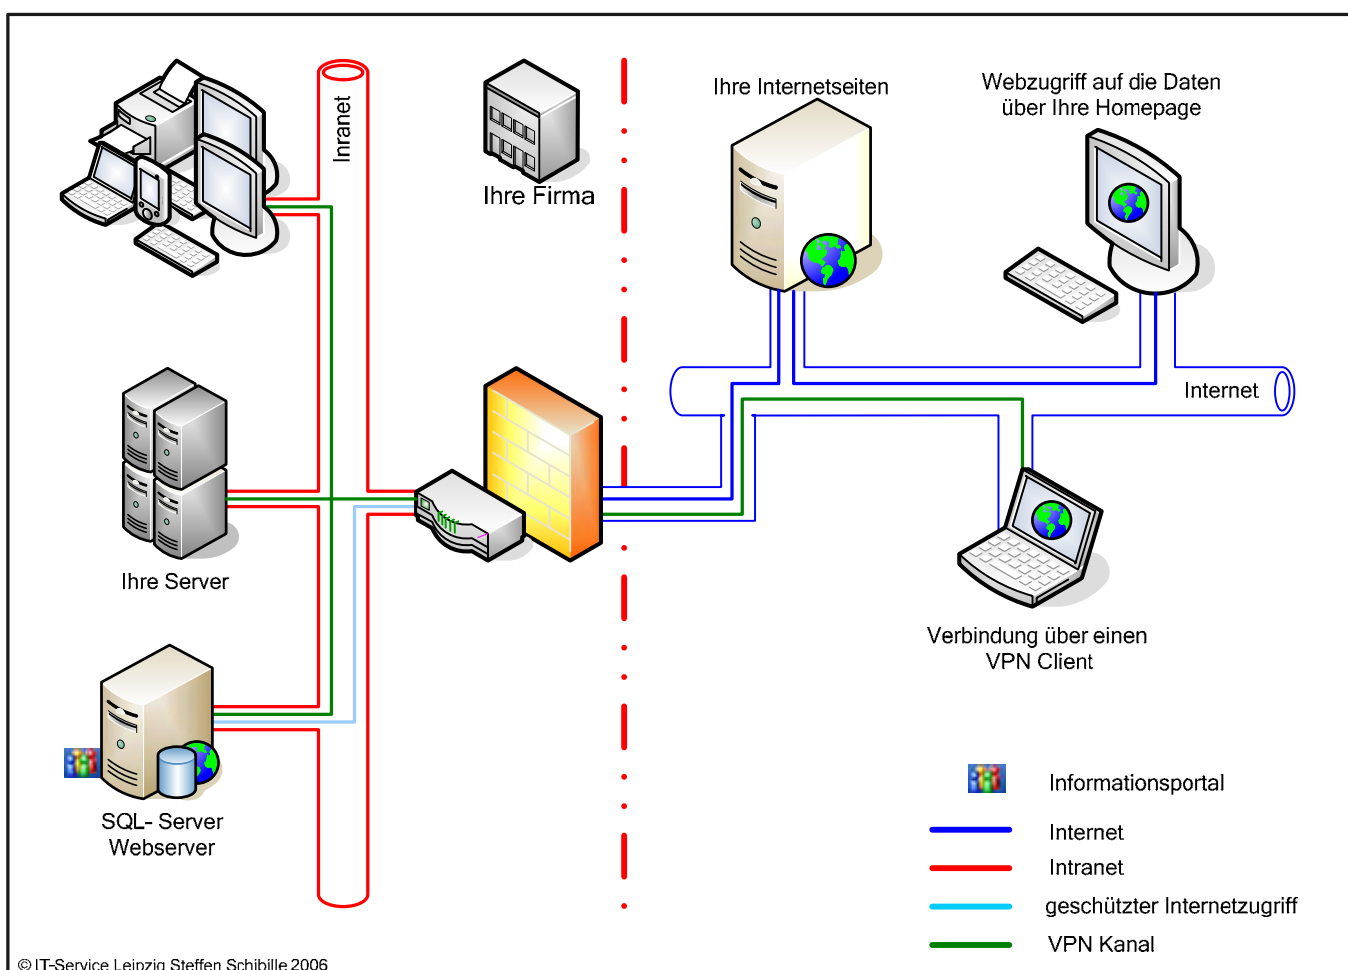 Inranet
Ihre Firma
Ihre Internetseiten
Webzugriff auf die Daten
über Ihre Homepage
Internet
Ihre Server
Verbindung über einen
VPN Client
SQL- Server
Webserver
Informationsportal
Internet
Intranet
geschützter Internetzugriff
VPN Kanal
© IT-Service Leipzig Steffen Schibille 2006